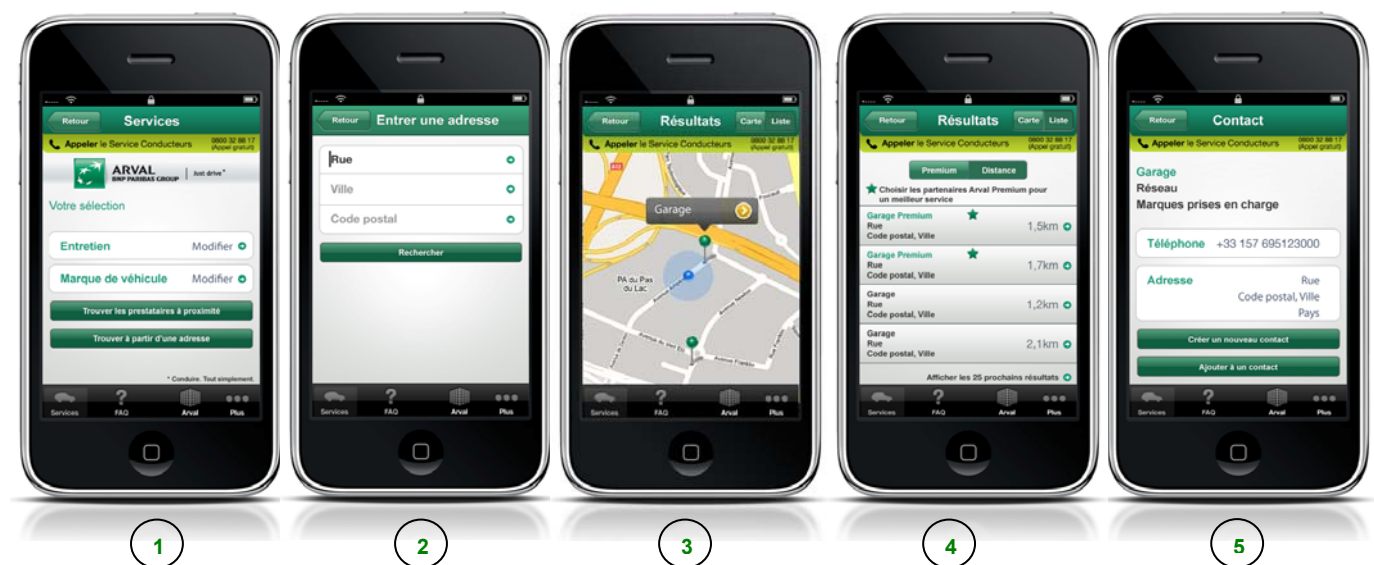 Retour Services
Appeler le Service Conducteurs 0800 32 88 17
(Appel gratuit)
ARVAL
BNP PARIBAS GROUP
Just drive*
Votre sélection
Entretien Modifier
Marque de véhicule Modifier
Trouver les prestataires à proximité
Trouver à partir d'une adresse
* Conduire. Tout simplement.
Services FAQ Arval Plus
1
Retour Entrer une adresse
Rue
Ville
Code postal
Rechercher
Services FAQ Arval Plus
2
Retour Résultats Carte Liste
Appeler le Service Conducteurs 0800 32 88 17
(Appel gratuit)
Garage
PA du Pas
du Lac
Services FAQ Arval Plus
3
Retour Résultats Carte Liste
Appeler le Service Conducteurs 0800 32 88 17
(Appel gratuit)
Premium Distance
Choisir les partenaires Arval Premium pour
un meilleur service
Garage Premium
Rue 1,5km
Code postal, Ville
Garage Premium
Rue 1,7km
Code postal, Ville
Garage
Rue 1,2km
Code postal, Ville
Garage
Rue 2,1km
Code postal, Ville
Afficher les 25 prochains résultats
Services FAQ Arval Plus
4
Retour Contact
Appeler le Service Conducteurs 0800 32 88 17
(Appel gratuit)
Garage
Réseau
Marques prises en charge
Téléphone +33 157 695123000
Adresse Rue
Code postal, Ville
Pays
Créer un nouveau contact
Ajouter à un contact
Services FAQ Arval Plus
5